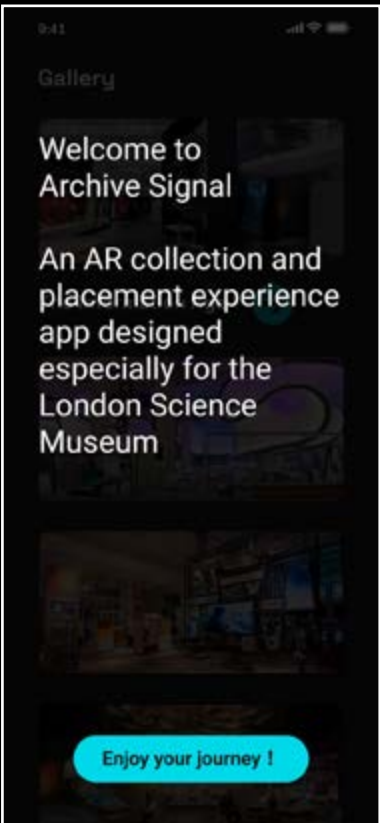 9:41
Gallery
Welcome to
Archive Signal
An AR collection and
placement experience
app designed
especially for the
London Science
Museum
Enjoy your journey !